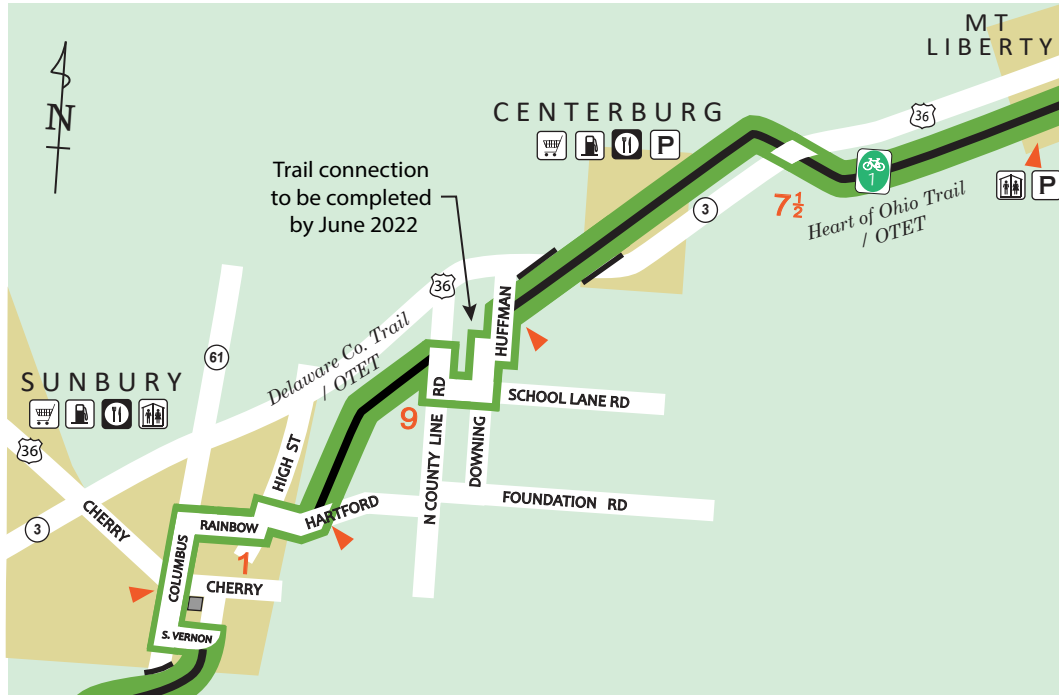 N
MT
LIBERTY
CENTERBURG
P
36
Trail connection
to be completed
by June 2022
1
7½
P
Heart of Ohio Trail
/ OTET
3
36
HUFFMAN
61
Delaware Co. Trail
/ OTET
SUNBURY
9
N COUNTY LINE RD
SCHOOL LANE RD
DOWNING
36
HIGH ST
FOUNDATION RD
HARTFORD
CHERRY
RAINBOW
3
1
COLUMBUS
CHERRY
S. VERNON